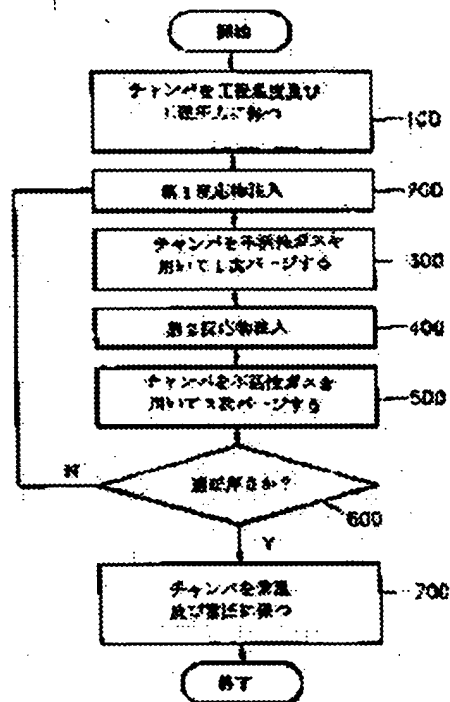 開始
チャンバを工程温度及び
工程圧力に保つ
100
第1反応物注入
200
チャンバを不活性ガスを
用いて1次パージする
300
第2反応物注入
400
チャンバを不活性ガスを
用いて2次パージする
500
N
適正厚さか?
600
Y
チャンバを常温
及び常圧に保つ
700
終了